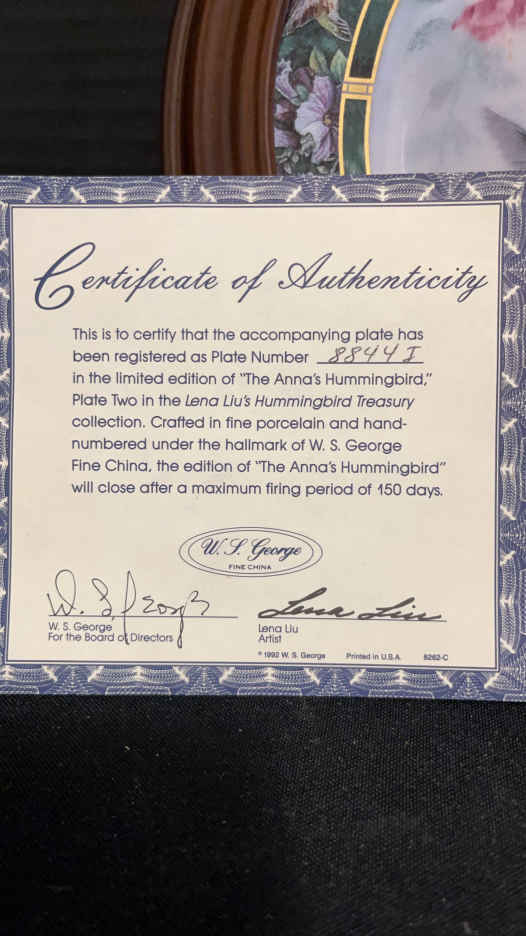 Certificate of Authenticity
This is to certify that the accompanying plate has
been registered as Plate Number 8844 I
in the limited edition of "The Anna's Hummingbird,"
Plate Two in the Lena Liu's Hummingbird Treasury
collection. Crafted in fine porcelain and hand-
numbered under the hallmark of W. S. George
Fine China, the edition of "The Anna's Hummingbird"
will close after a maximum firing period of 150 days.
W. S. George
FINE CHINA
W. S. George
W. S. George
For the Board of Directors
Lena Liu
Lena Liu
Artist
© 1992 W. S. George Printed in U.S.A. 8262-C